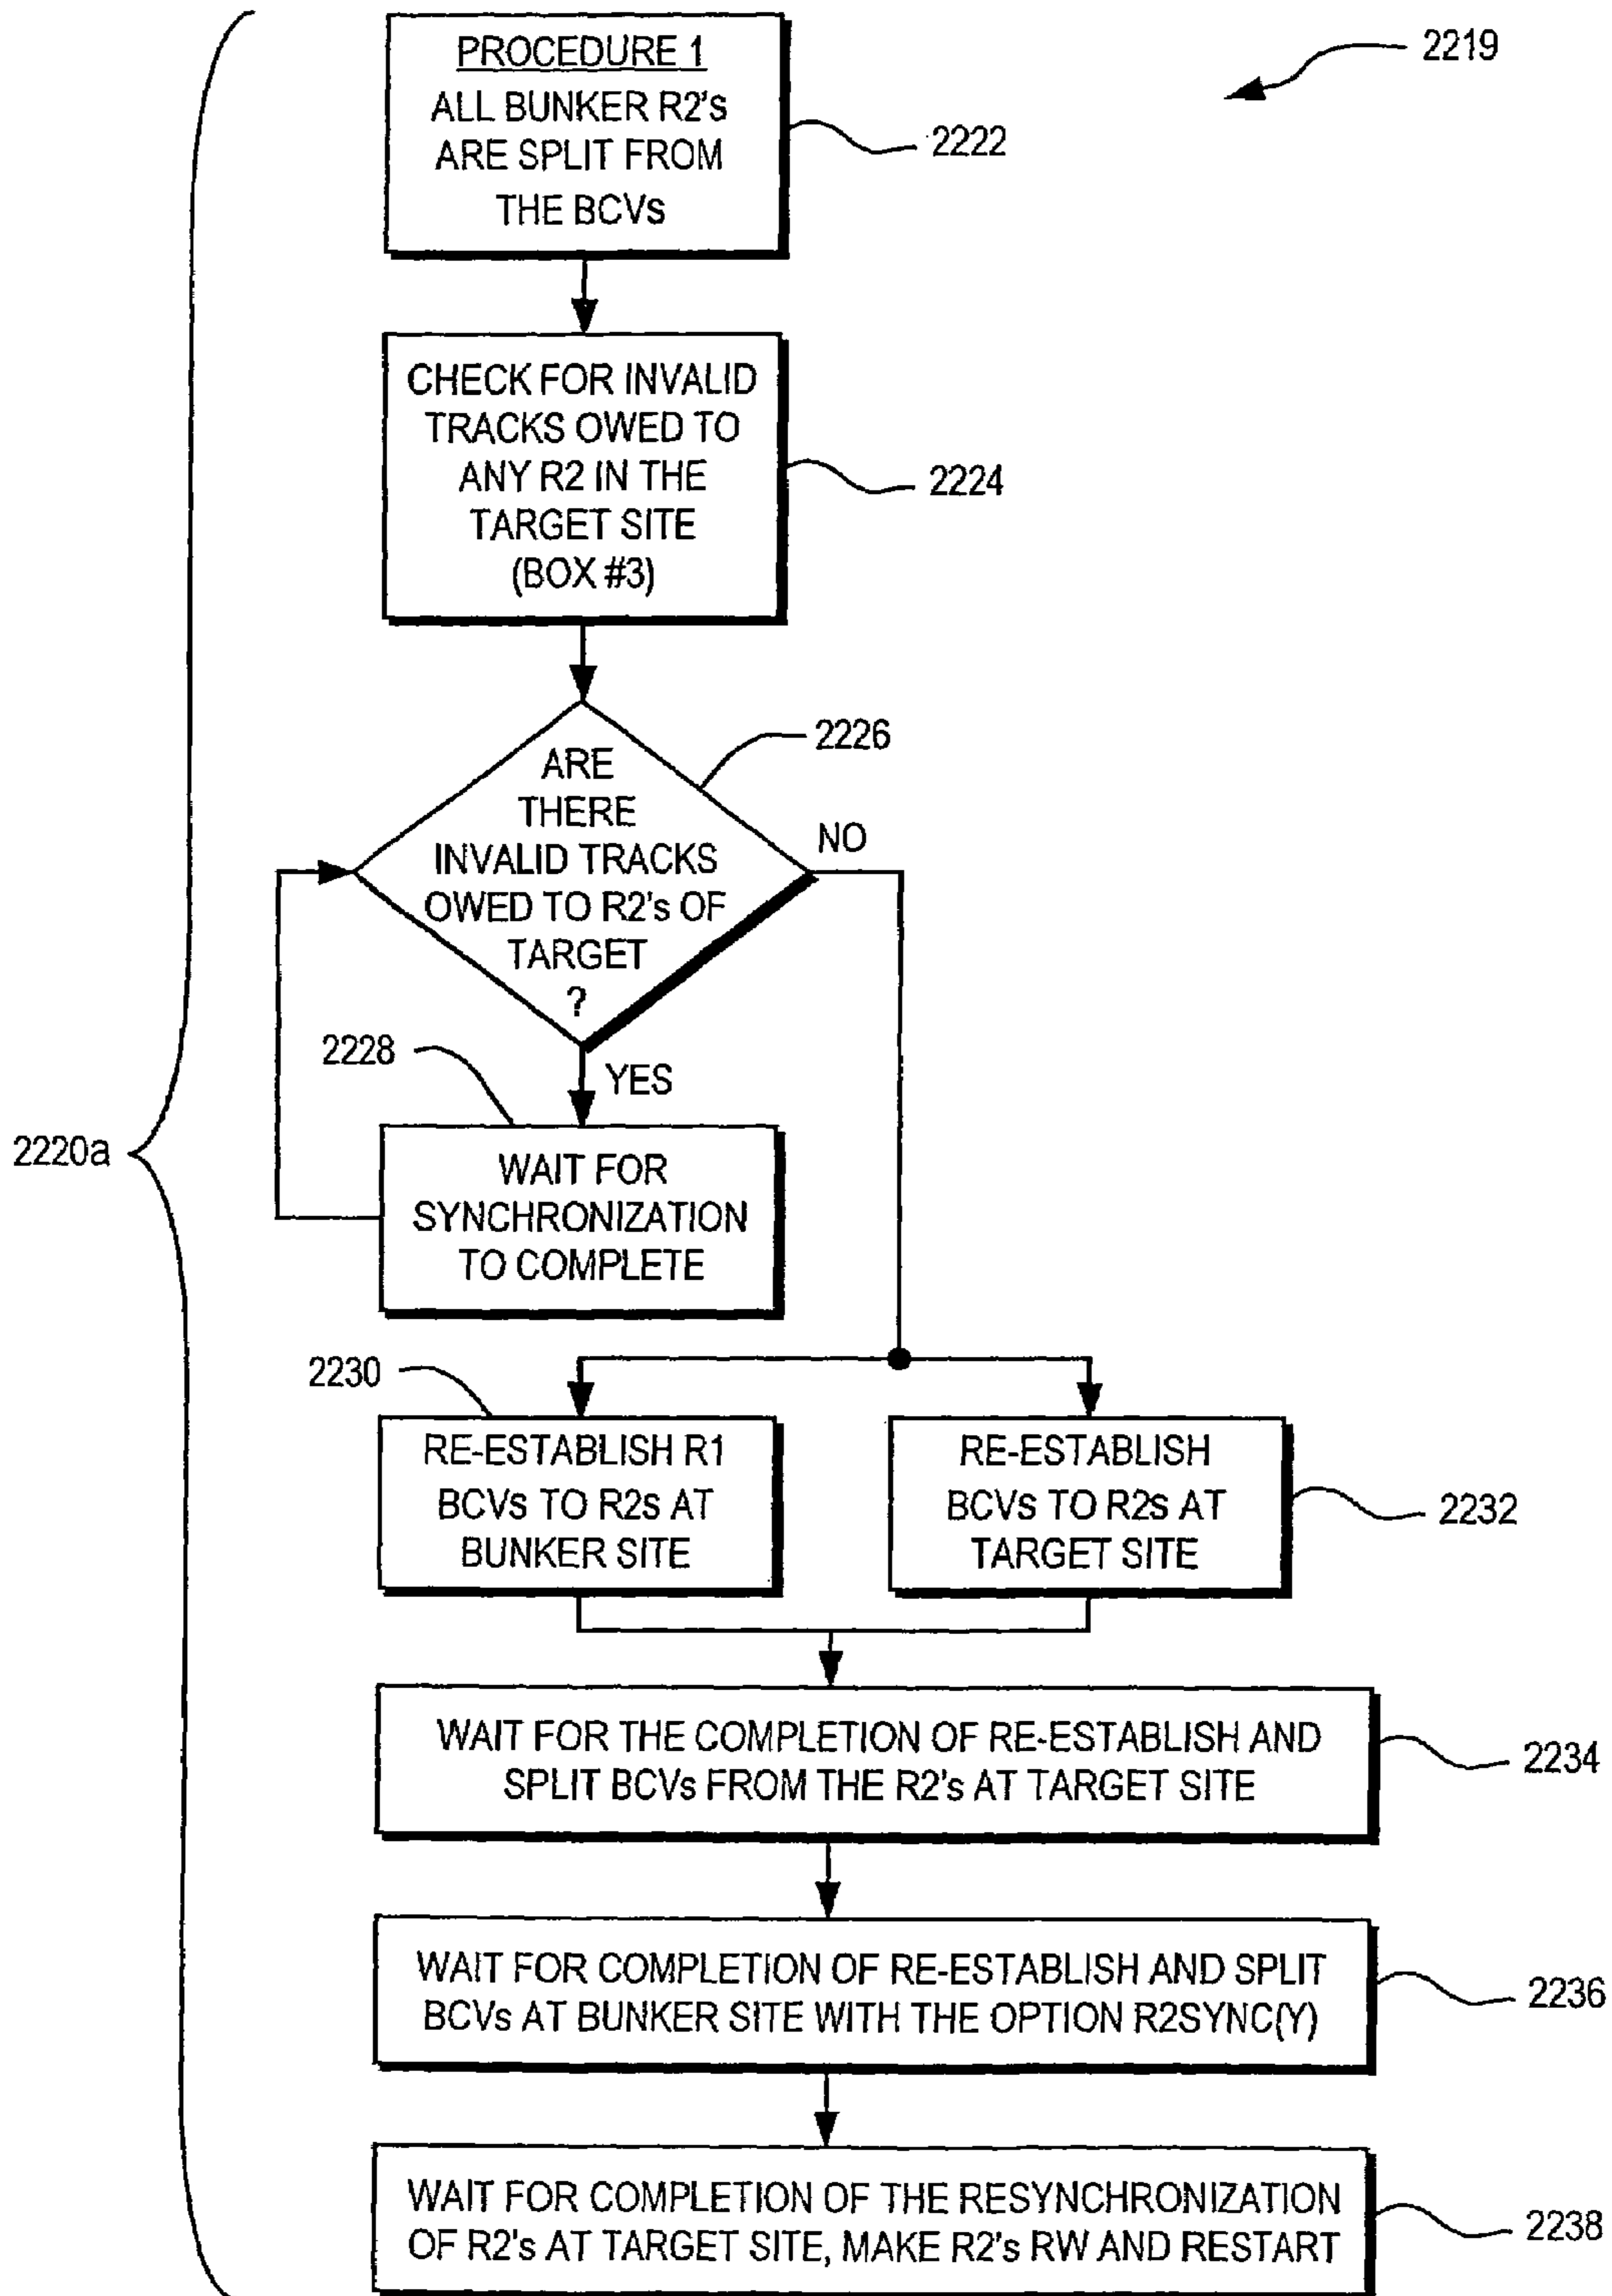 PROCEDURE 1
ALL BUNKER R2's
ARE SPLIT FROM
THE BCVs
2219
2222
CHECK FOR INVALID
TRACKS OWED TO
ANY R2 IN THE
TARGET SITE
(BOX #3)
2224
ARE
THERE
INVALID TRACKS
OWED TO R2's OF
TARGET
?
2226
NO
YES
2228
WAIT FOR
SYNCHRONIZATION
TO COMPLETE
2220a
2230
RE-ESTABLISH R1
BCVs TO R2s AT
BUNKER SITE
RE-ESTABLISH
BCVs TO R2s AT
TARGET SITE
2232
WAIT FOR THE COMPLETION OF RE-ESTABLISH AND
SPLIT BCVs FROM THE R2's AT TARGET SITE
2234
WAIT FOR COMPLETION OF RE-ESTABLISH AND SPLIT
BCVs AT BUNKER SITE WITH THE OPTION R2SYNC(Y)
2236
WAIT FOR COMPLETION OF THE RESYNCHRONIZATION
OF R2's AT TARGET SITE, MAKE R2's RW AND RESTART
2238